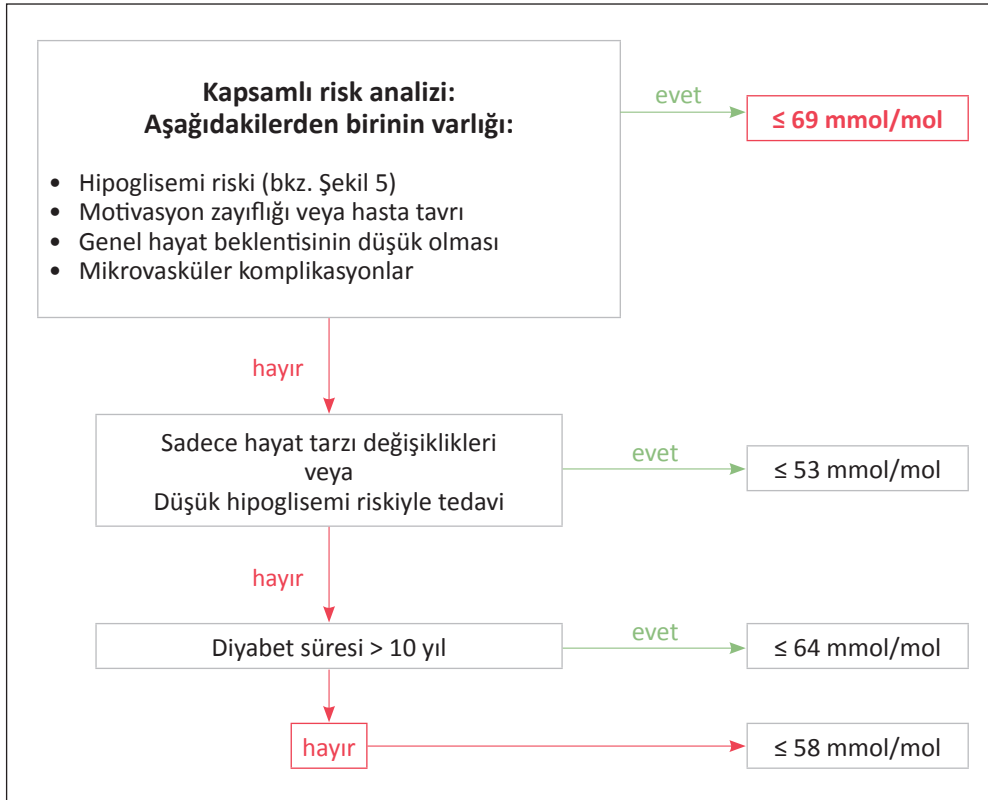 Kapsamlı risk analizi:
Aşağıdakilerden birinin varlığı:
• Hipoglisemi riski (bkz. Şekil 5)
• Motivasyon zayıflığı veya hasta tavrı
• Genel hayat beklentisinin düşük olması
• Mikrovasküler komplikasyonlar
evet
≤ 69 mmol/mol
hayır
Sadece hayat tarzı değişiklikleri
veya
Düşük hipoglisemi riskiyle tedavi
evet
≤ 53 mmol/mol
hayır
Diyabet süresi > 10 yıl
evet
≤ 64 mmol/mol
hayır
≤ 58 mmol/mol